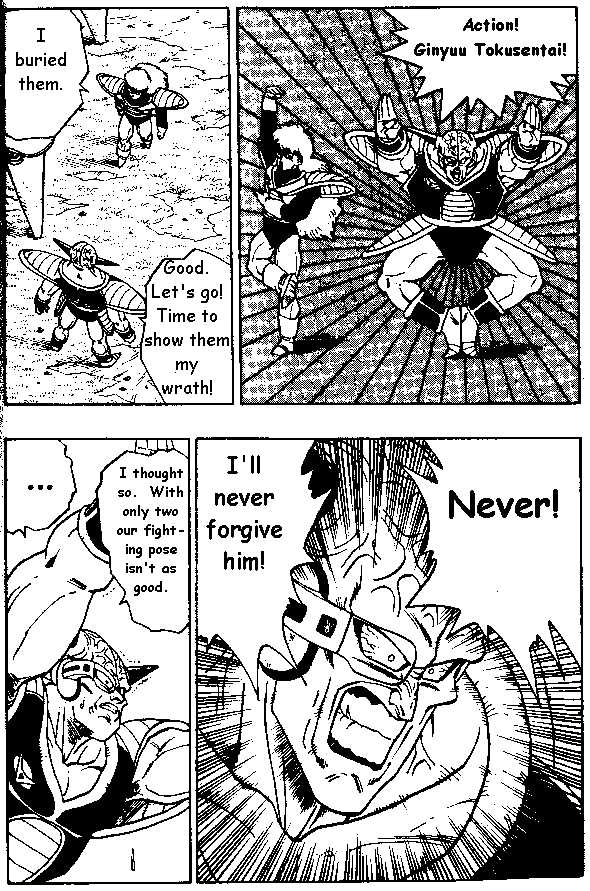 I
buried
them.
Good.
Let's go!
Time to
show them
my
wrath!
Action!
Ginyuu Tokusentai!
...
I thought
so. With
only two
our fight-
ing pose
isn't as
good.
I'll
never
forgive
him!
Never!